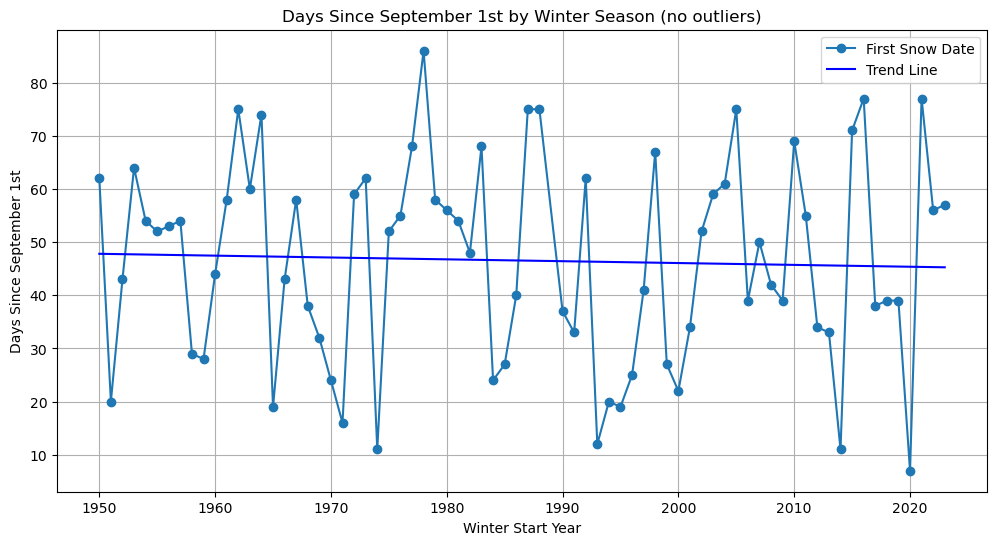 Days Since September 1st by Winter Season (no outliers)
First Snow Date
Trend Line
Days Since September 1st
80
70
60
50
40
30
20
10
1950 1960 1970 1980 1990 2000 2010 2020
Winter Start Year